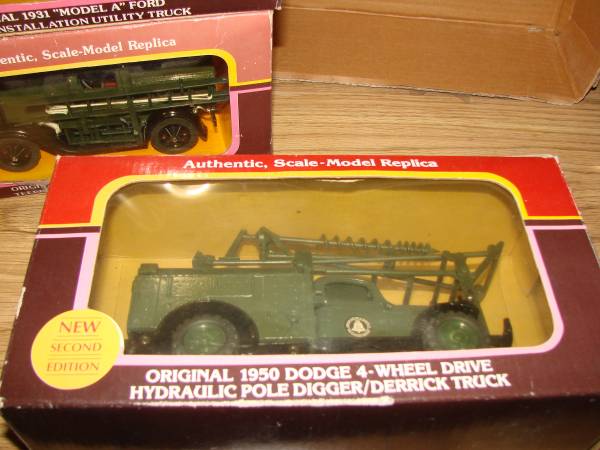 AL 1931 "MODEL A" FORD
INSTALLATION UTILITY TRUCK
entic, Scale-Model Replica
Authentic, Scale-Model Replica
NEW
SECOND
EDITION
ORIGINAL 1950 DODGE 4-WHEEL DRIVE
HYDRAULIC POLE DIGGER/DERRICK TRUCK